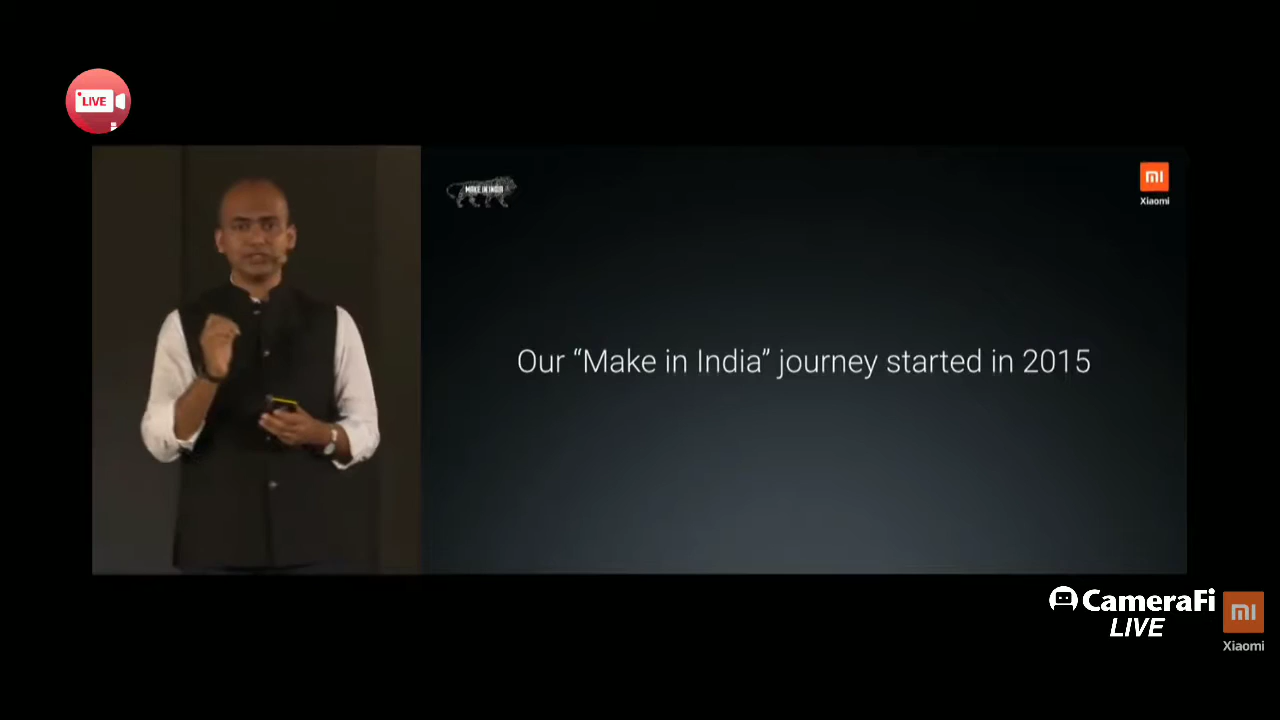 LIVE
MAKE IN INDIA
Xiaomi
Our “Make in India” journey started in 2015
CameraFi
LIVE
Xiaomi